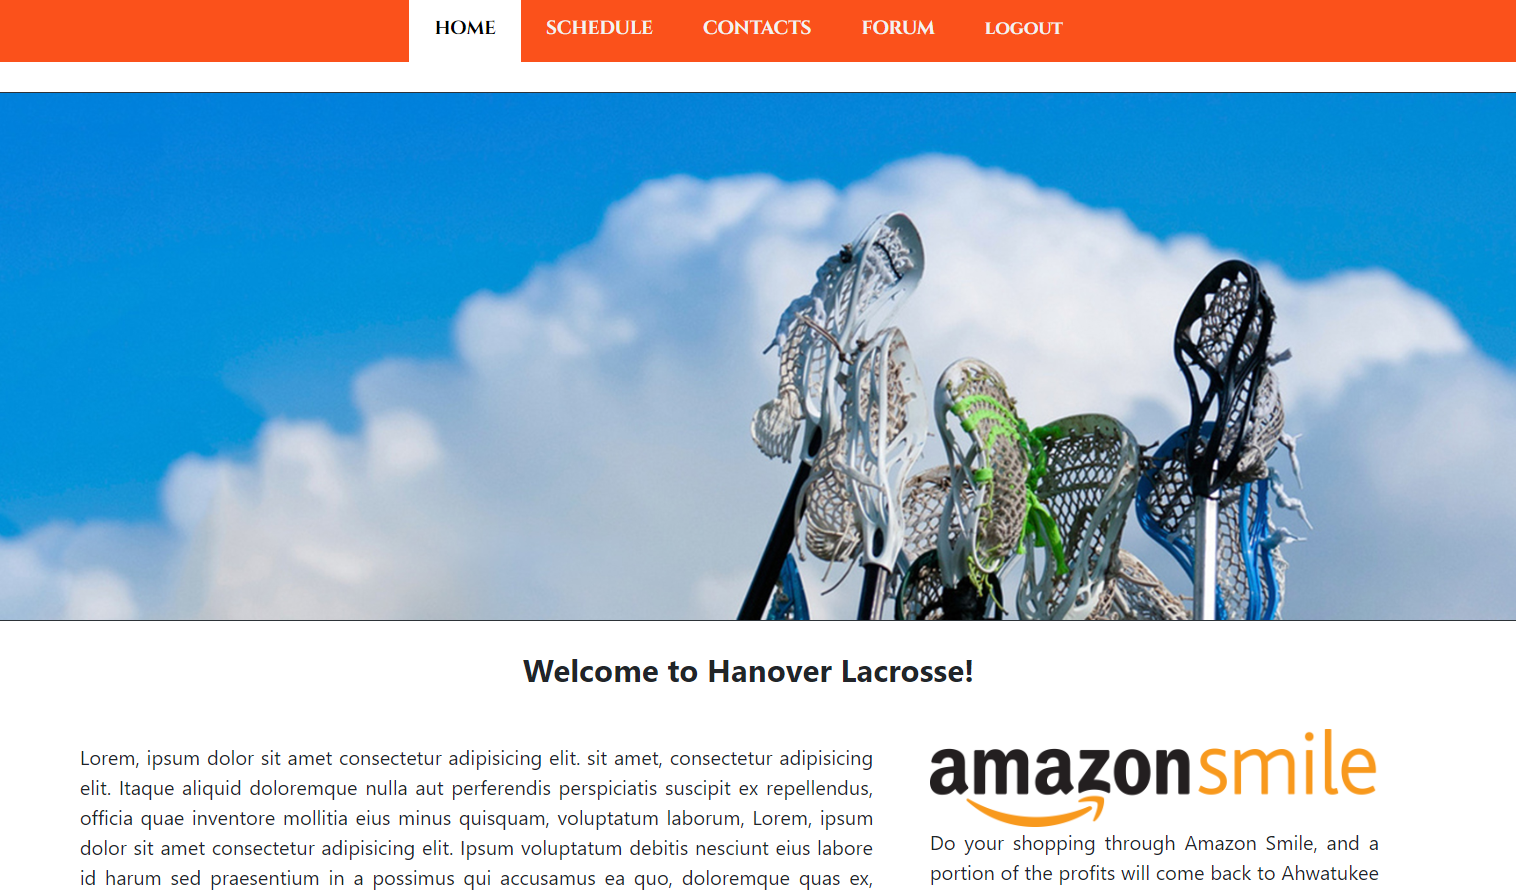 HOME SCHEDULE CONTACTS FORUM LOGOUT
Welcome to Hanover Lacrosse!
Lorem, ipsum dolor sit amet consectetur adipisicing elit. sit amet, consectetur adipisicing
elit. Itaque aliquid doloremque nulla aut perferendis perspiciatis suscipit ex repellendus,
officia quae inventore mollitia eius minus quisquam, voluptatum laborum, Lorem, ipsum
dolor sit amet consectetur adipisicing elit. Ipsum voluptatum debitis nesciunt eius labore
id harum sed praesentium in a possimus qui accusamus ea quo, doloremque quas ex,
amazonsmile
Do your shopping through Amazon Smile, and a
portion of the profits will come back to Ahwatukee